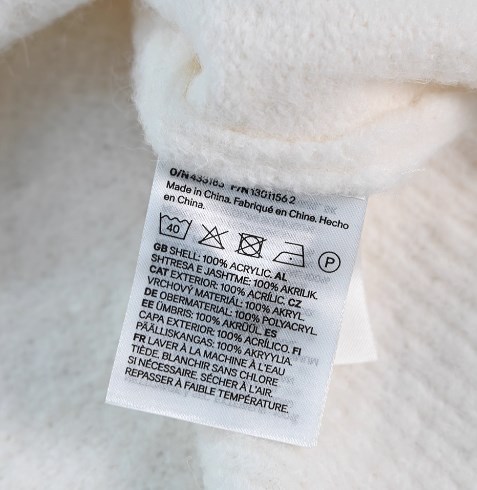 O/N 433163 P/N 1301156 2
Made in China. Fabriqué en Chine. Hecho
en China.
40
P
GB SHELL: 100% ACRYLIC. AL
SHTRESA E JASHTME: 100% AKRILIK.
CAT EXTERIOR: 100% ACRÍLIC. CZ
VRCHOVÝ MATERIÁL: 100% AKRYL.
DE OBERMATERIAL: 100% POLYACRYL.
EE ÜMBRIS: 100% AKRÜÜL. ES
CAPA EXTERIOR: 100% ACRÍLICO. FI
PÄÄLLISKANGAS: 100% AKRYYLIA.
FR LAVER À LA MACHINE À L'EAU
TIÈDE. BLANCHIR SANS CHLORE
SI NÉCESSAIRE. SÉCHER À L'AIR.
REPASSER À FAIBLE TEMPÉRATURE.